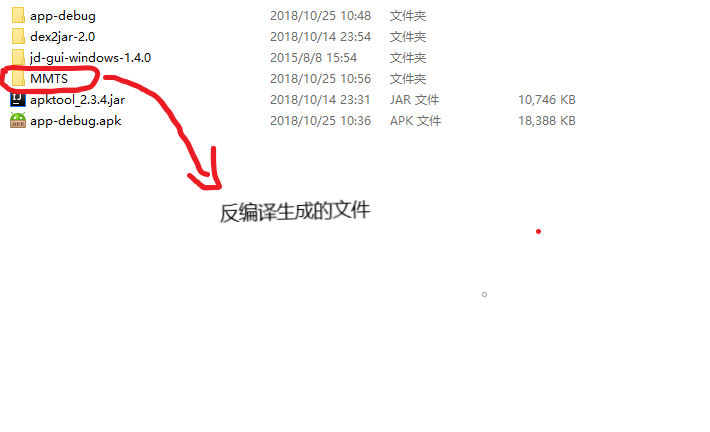 app-debug 2018/10/25 10:48 文件夹
dex2jar-2.0 2018/10/14 23:54 文件夹
jd-gui-windows-1.4.0 2015/8/8 15:54 文件夹
MMTS 2018/10/25 10:56 文件夹
apktool_2.3.4.jar 2018/10/14 23:31 JAR 文件 10,746 KB
app-debug.apk 2018/10/25 10:36 APK 文件 18,388 KB
反编译生成的文件